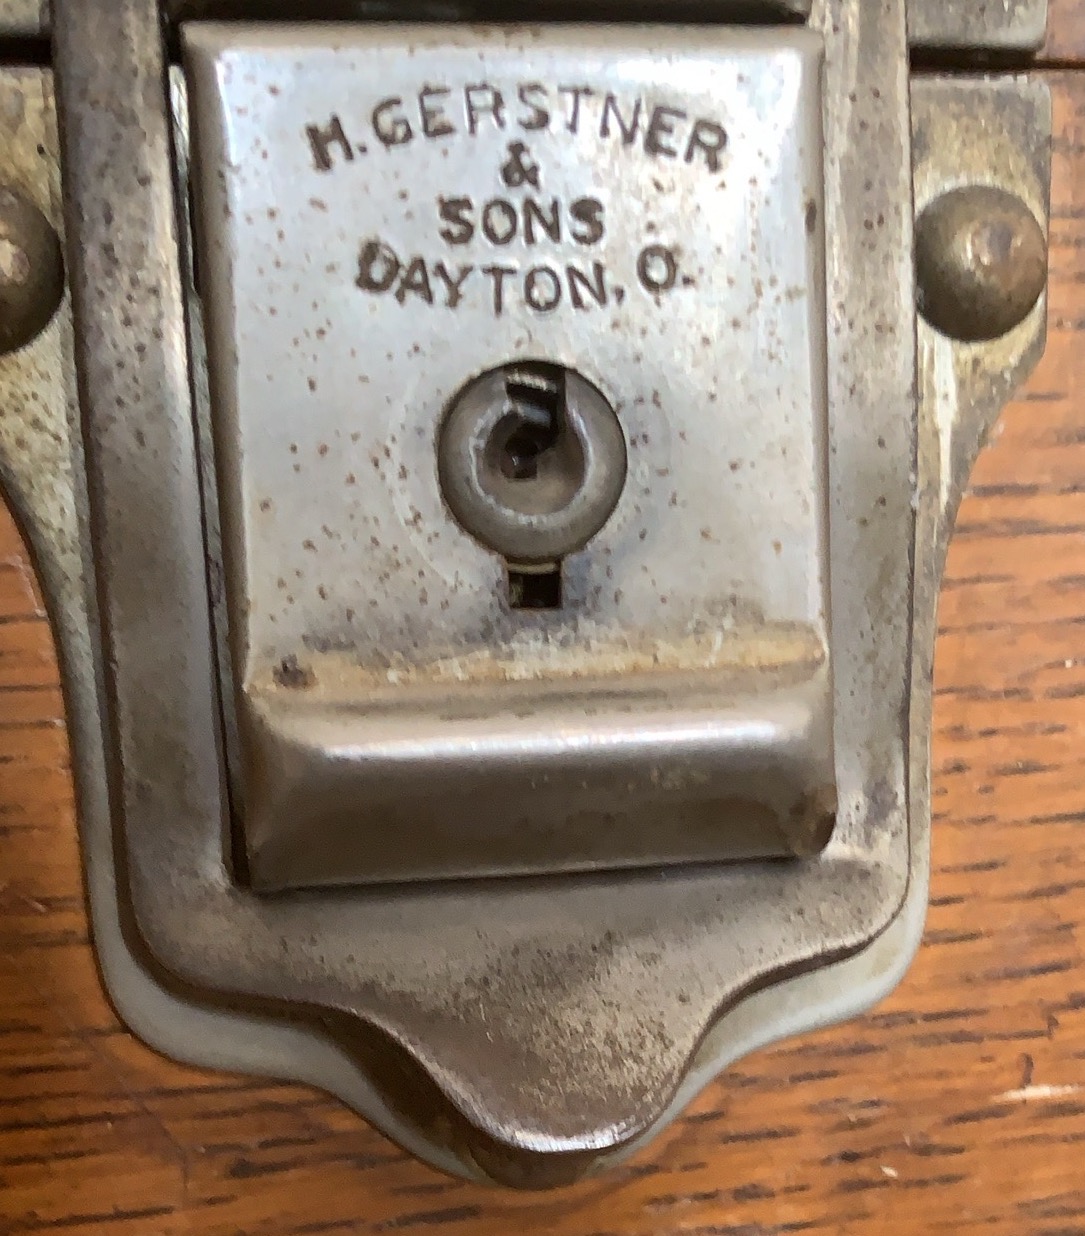 H. GERSTNER
&
SONS
DAYTON, O.